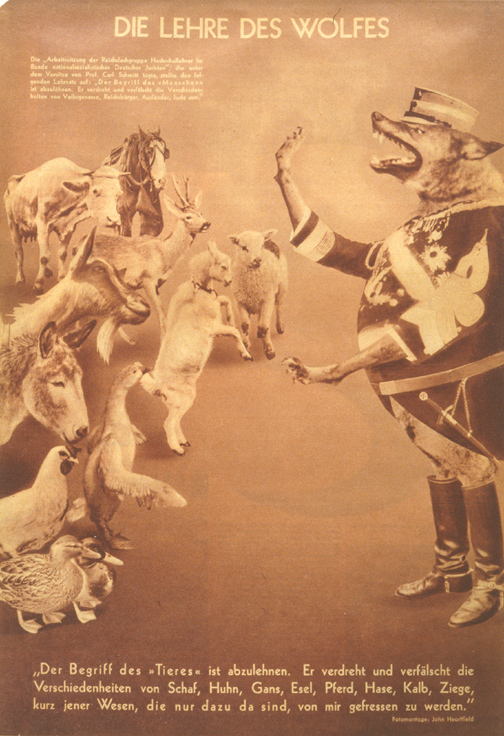 DIE LEHRE DES WOLFES
Die „Arbeitssitzung der Reichsfachgruppe Hochschullehrer im
Bunde nationalsozialistischer Deutscher Juristen“, die unter
dem Vorsitze von Prof. Carl Schmitt tagte, stellte den fol-
genden Lehrsatz auf: „Der Begriff des »Menschen«
ist abzulehnen. Er verdreht und verfälscht die Verschieden-
heiten von Volksgenosse, Reichsbürger, Ausländer, Jude usw.“
„Der Begriff des »Tieres« ist abzulehnen. Er verdreht und verfälscht die
Verschiedenheiten von Schaf, Huhn, Gans, Esel, Pferd, Hase, Kalb, Ziege,
kurz jener Wesen, die nur dazu da sind, von mir gefressen zu werden.“
Fotomontage: John Heartfield